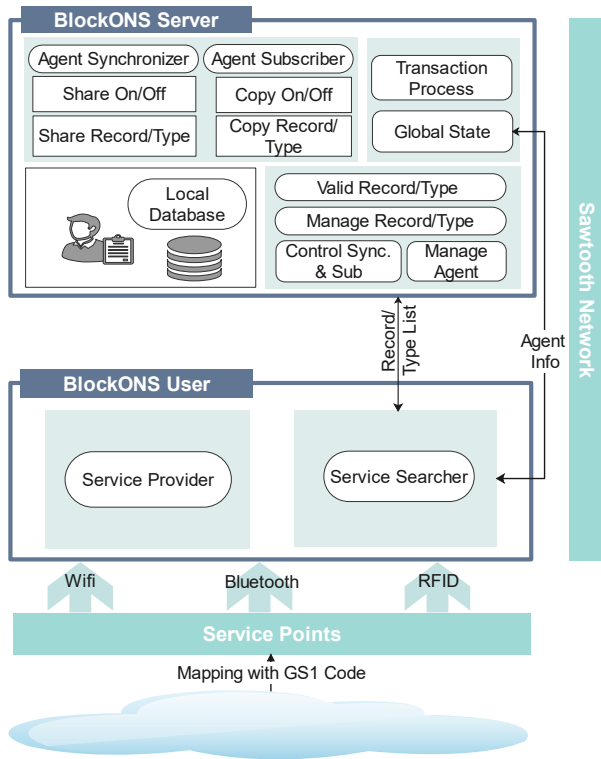 BlockONS Server
Agent Synchronizer
Agent Subscriber
Share On/Off
Copy On/Off
Share Record/Type
Copy Record/
Type
Transaction
Process
Global State
Local
Database
Valid Record/Type
Manage Record/Type
Control Sync.
& Sub
Manage
Agent
Sawtooth Network
Record/
Type List
Agent
Info
BlockONS User
Service Provider
Service Searcher
Wifi
Bluetooth
RFID
Service Points
Mapping with GS1 Code